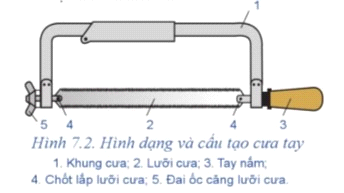 1
5
4
2
4
3
Hình 7.2. Hình dạng và cấu tạo cưa tay
1. Khung cưa; 2. Lưỡi cưa; 3. Tay nắm;
4. Chốt lắp lưỡi cưa; 5. Đai ốc căng lưỡi cưa.